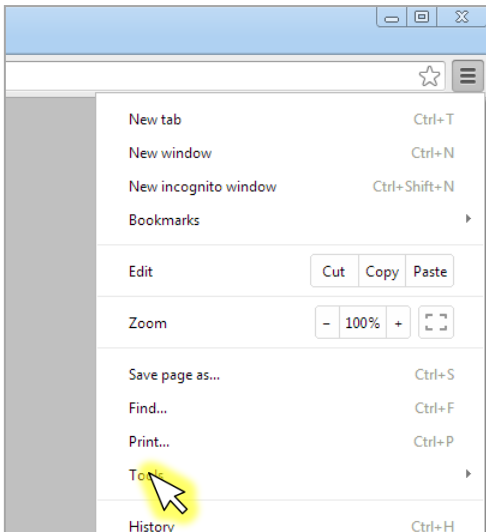 New tab Ctrl+T
New window Ctrl+N
New incognito window Ctrl+Shift+N
Bookmarks
Edit Cut Copy Paste
Zoom - 100% +
Save page as... Ctrl+S
Find... Ctrl+F
Print... Ctrl+P
Tools
History Ctrl+H